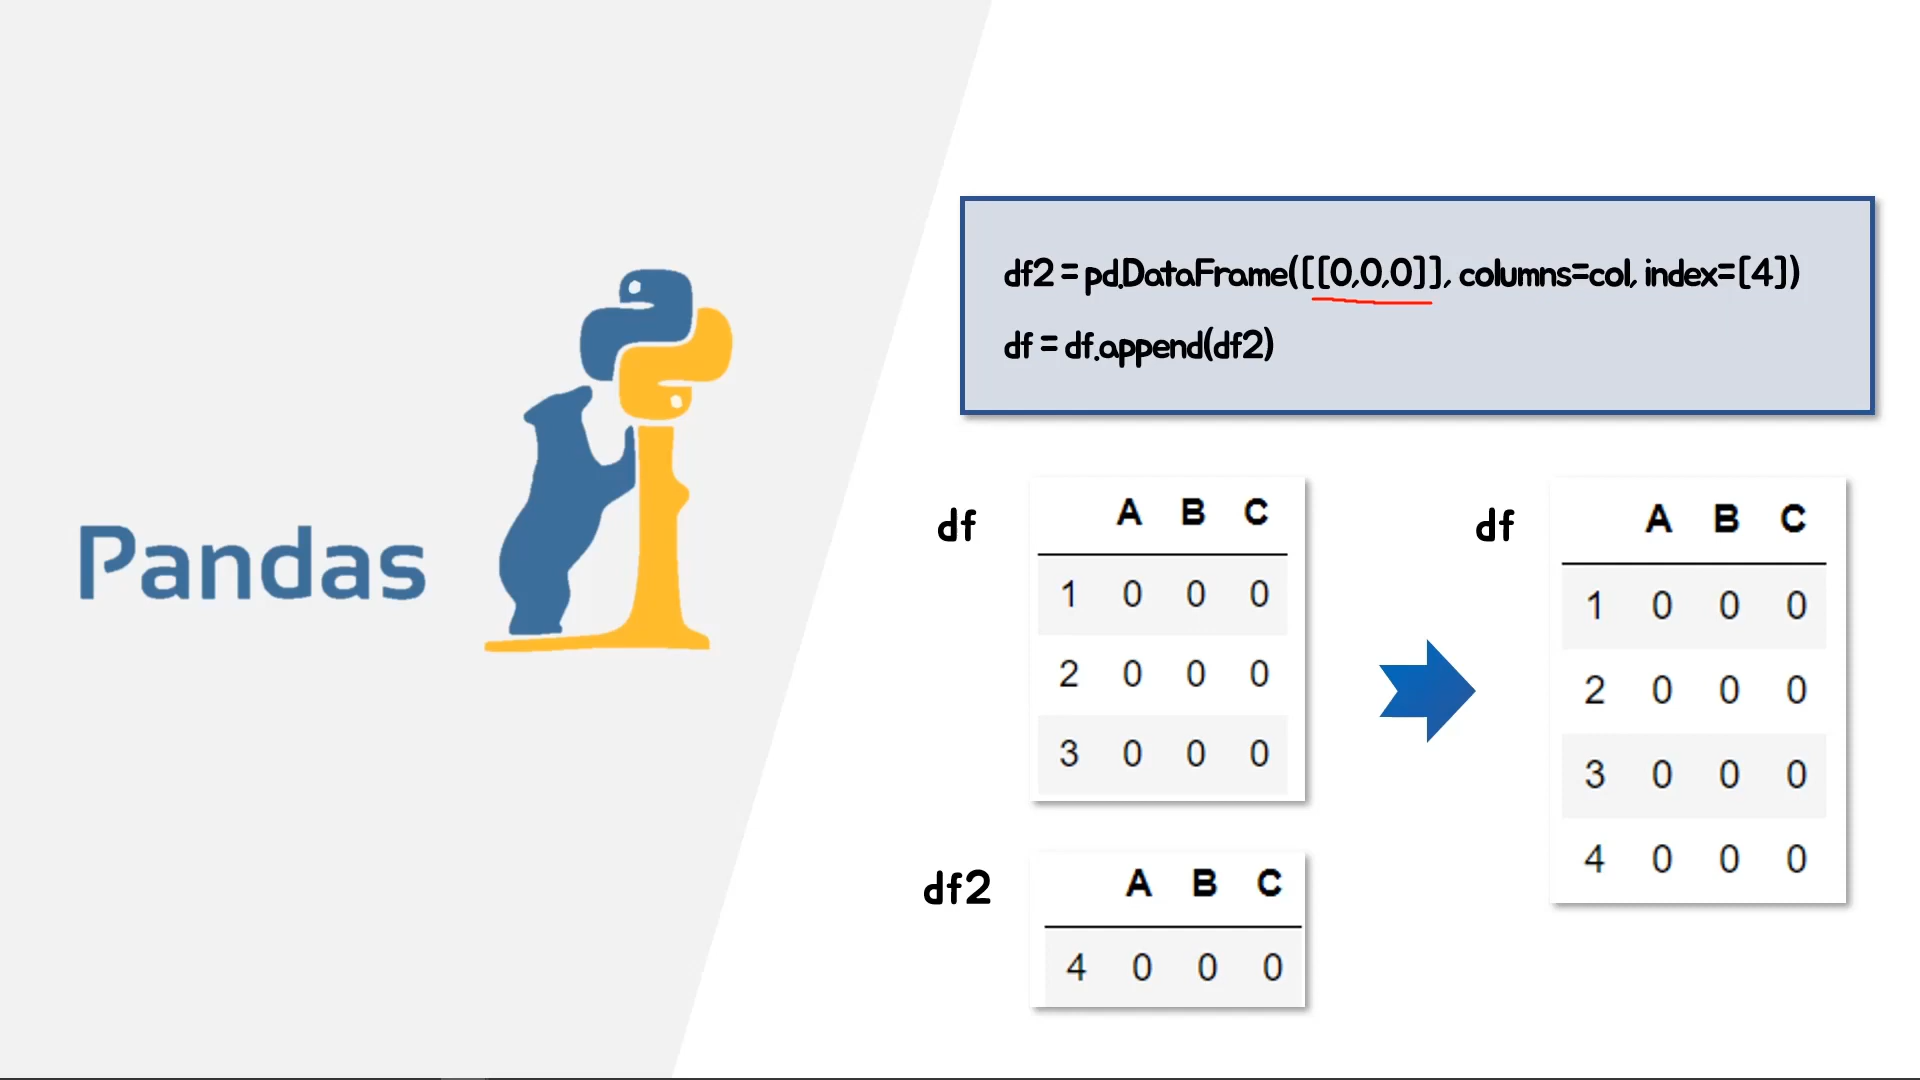 Pandas
df2 = pd.DataFrame([[0,0,0]], columns=col, index=[4])
df = df.append(df2)
df
A B C
1 0 0 0
2 0 0 0
3 0 0 0
df2
A B C
4 0 0 0
df
A B C
1 0 0 0
2 0 0 0
3 0 0 0
4 0 0 0